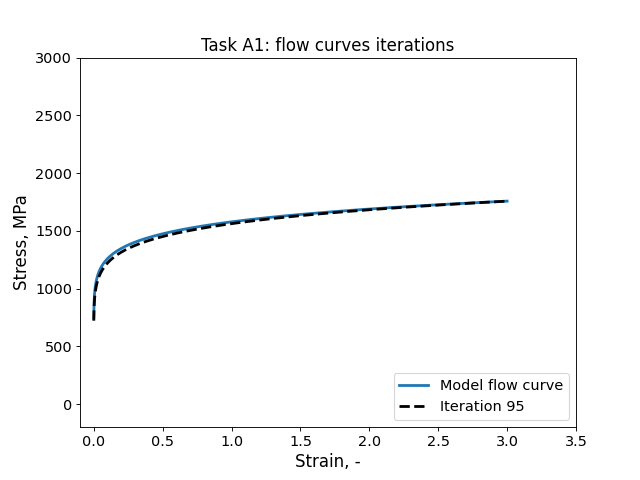 Task A1: flow curves iterations
3000
2500
2000
1500
1000
500
0
Stress, MPa
Model flow curve
Iteration 95
0.0 0.5 1.0 1.5 2.0 2.5 3.0 3.5
Strain, -